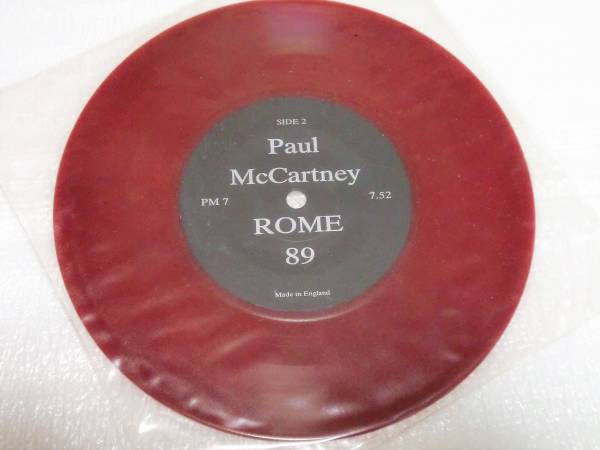 SIDE 2
Paul
McCartney
PM 7
7.52
ROME
89
Made in England